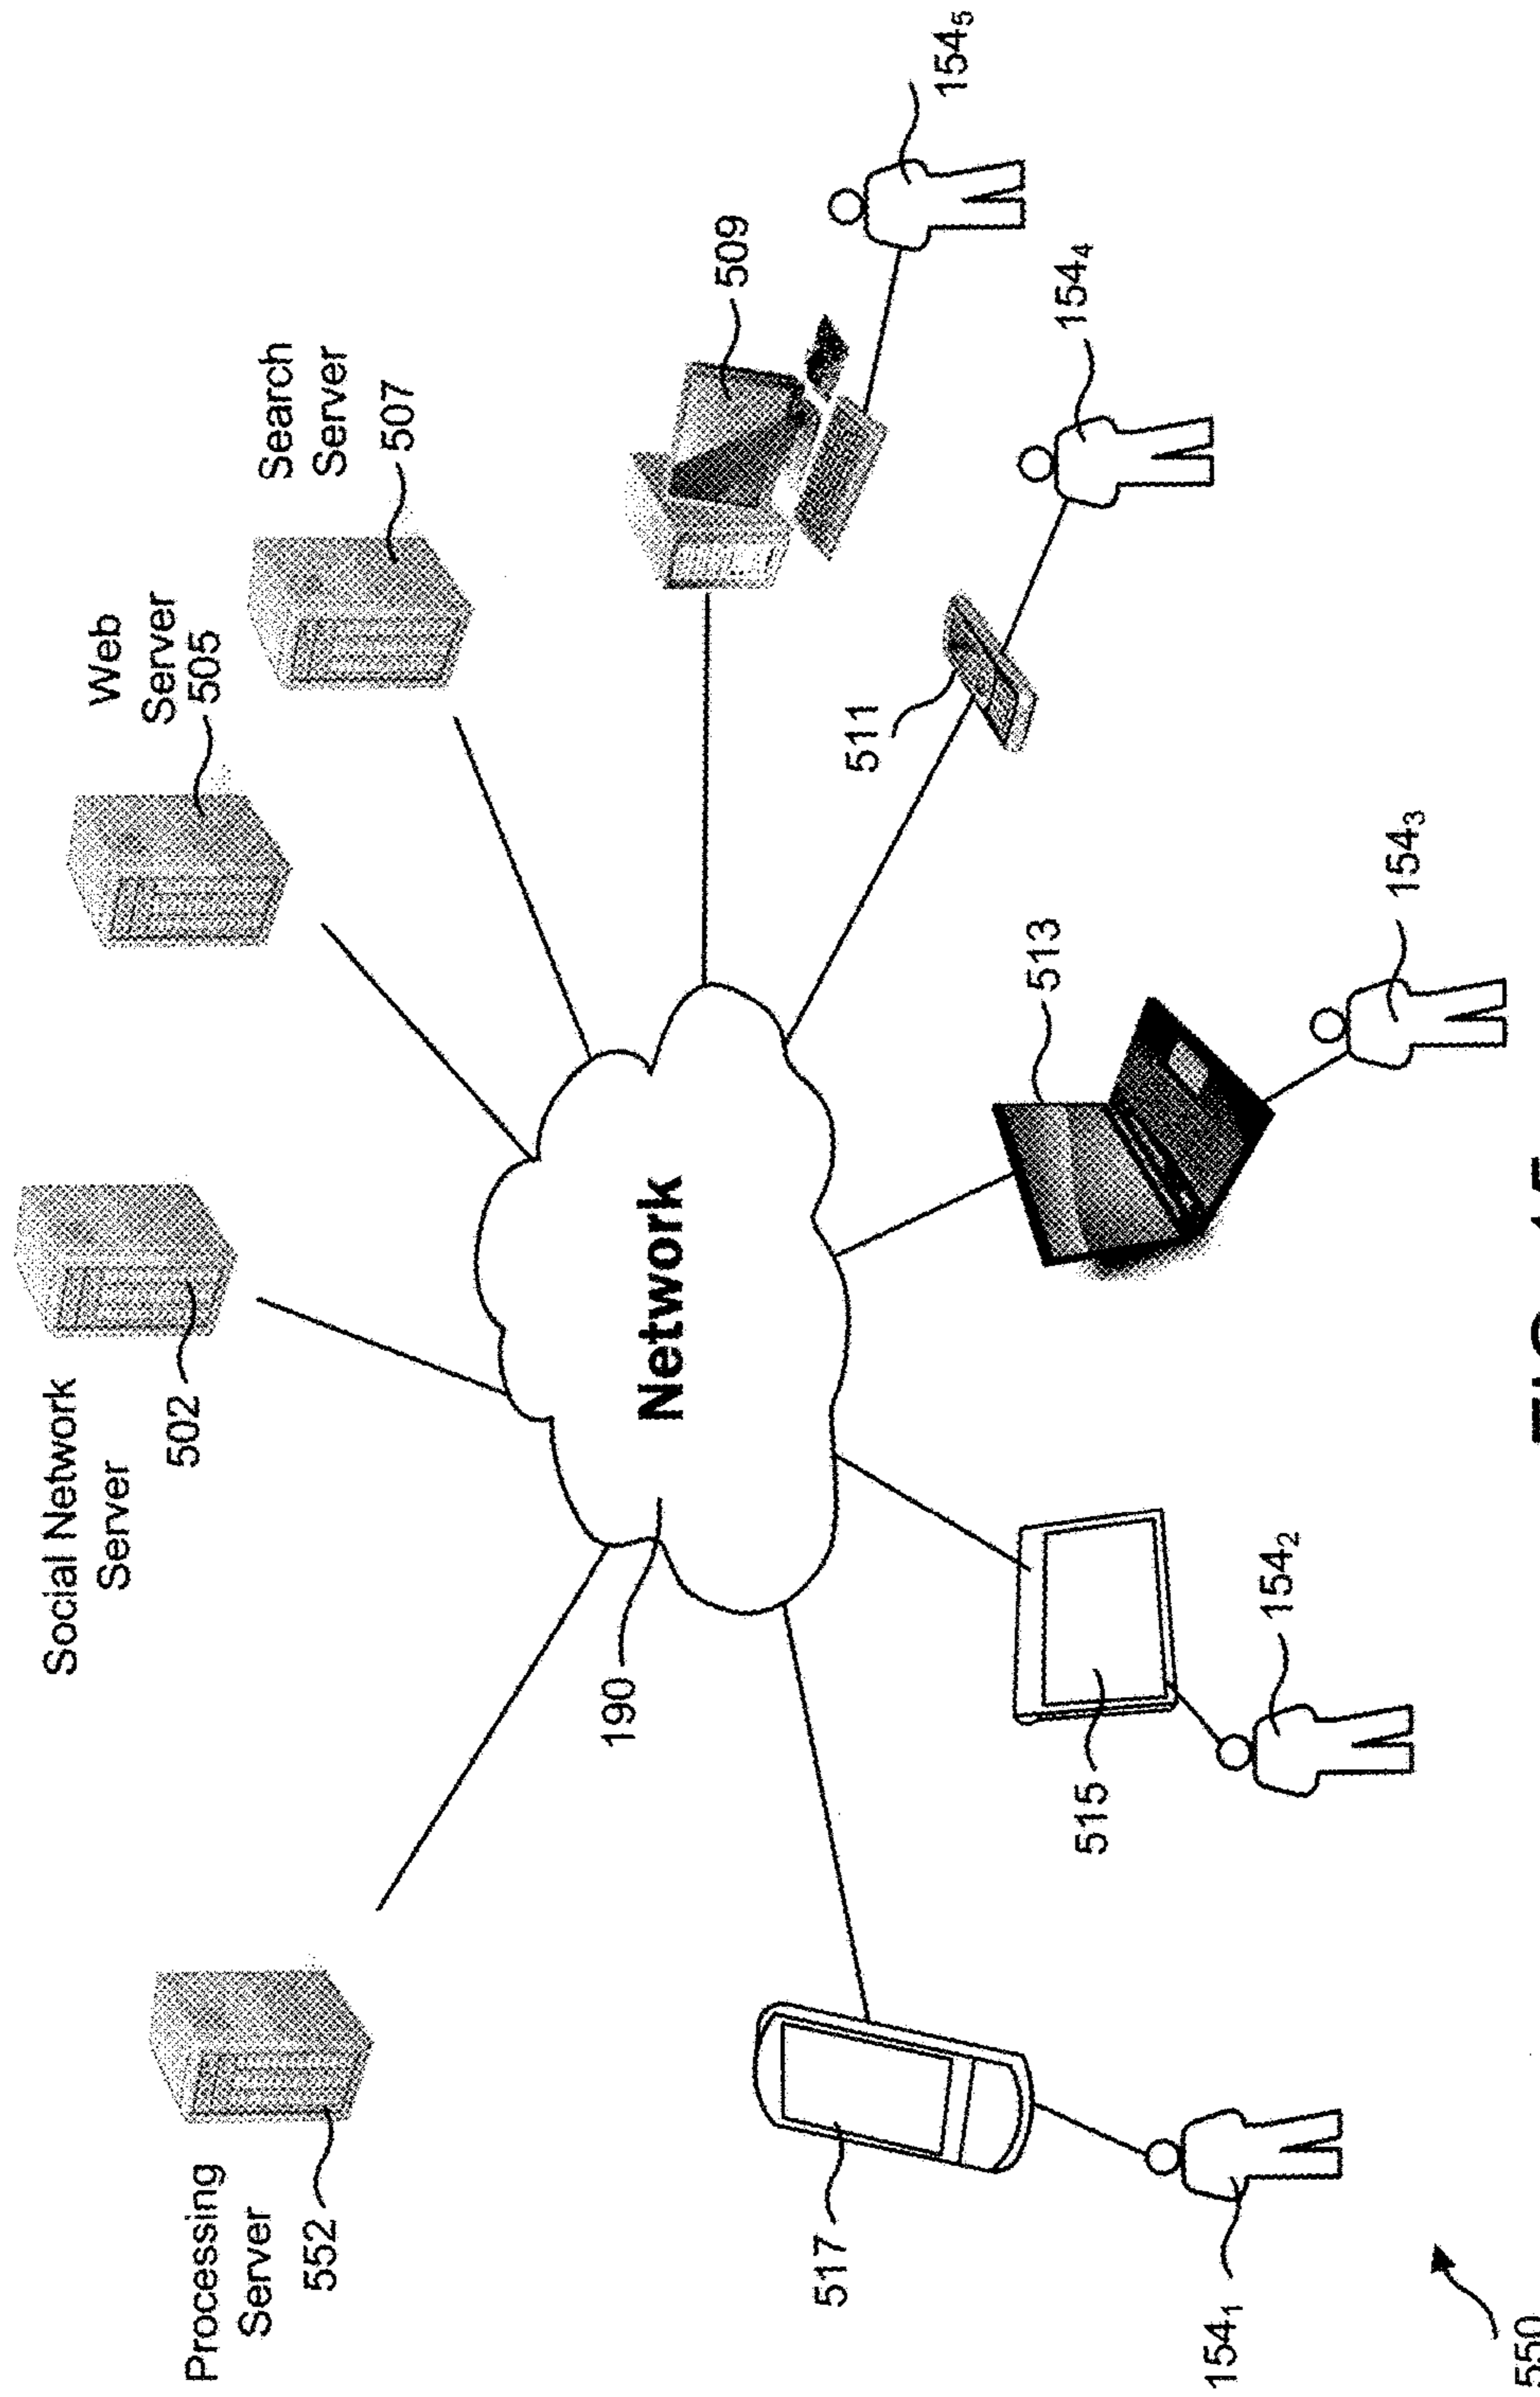 Processing
Server
552
Social Network
Server
502
Web
Server
505
Search
Server
507
190
Network
509
511
513
515
517
154₁
154₂
154₃
154₄
154₅
550